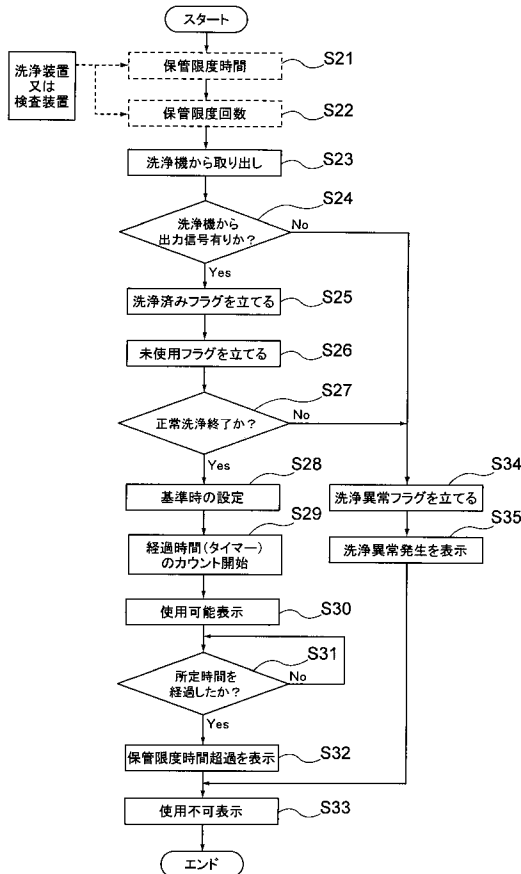 スタート
洗浄装置
又は
検査装置
保管限度時間
S21
保管限度回数
S22
洗浄機から取り出し
S23
洗浄機から
出力信号有りか?
S24
No
Yes
洗浄済みフラグを立てる
S25
未使用フラグを立てる
S26
正常洗浄終了か?
S27
No
Yes
基準時の設定
S28
洗浄異常フラグを立てる
S34
経過時間(タイマー)
のカウント開始
S29
洗浄異常発生を表示
S35
使用可能表示
S30
所定時間を
経過したか?
S31
No
Yes
保管限度時間超過を表示
S32
使用不可表示
S33
エンド